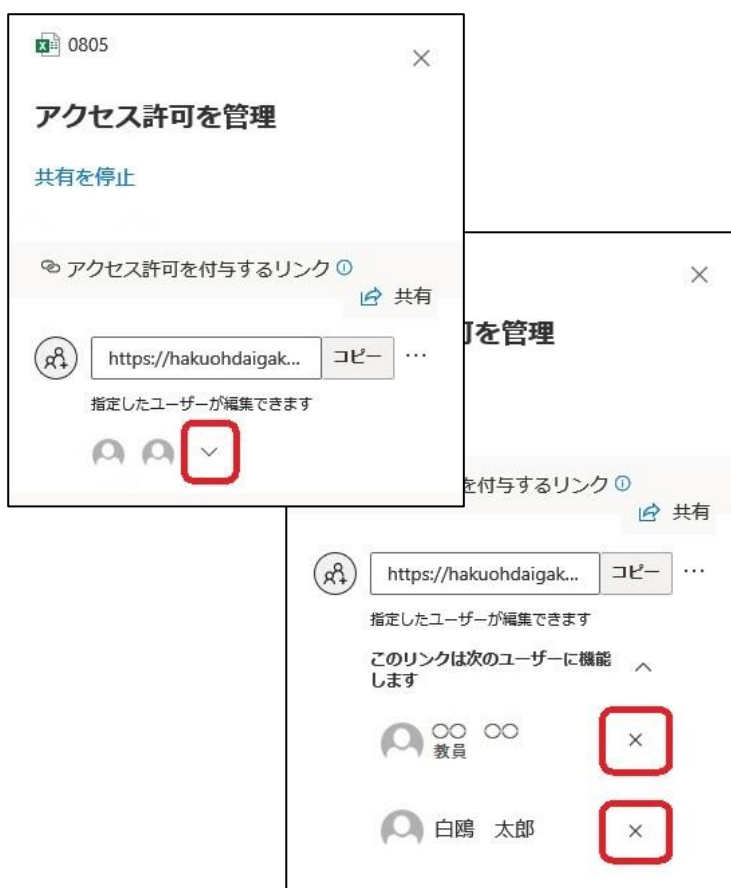 0805
アクセス許可を管理
共有を停止
アクセス許可を付与するリンク
共有
https://hakuohdaigak... コピー ...
指定したユーザーが編集できます
可を管理
を付与するリンク
共有
https://hakuohdaigak... コピー ...
指定したユーザーが編集できます
このリンクは次のユーザーに機能
します
○○ ○○
教員
白鴎 太郎